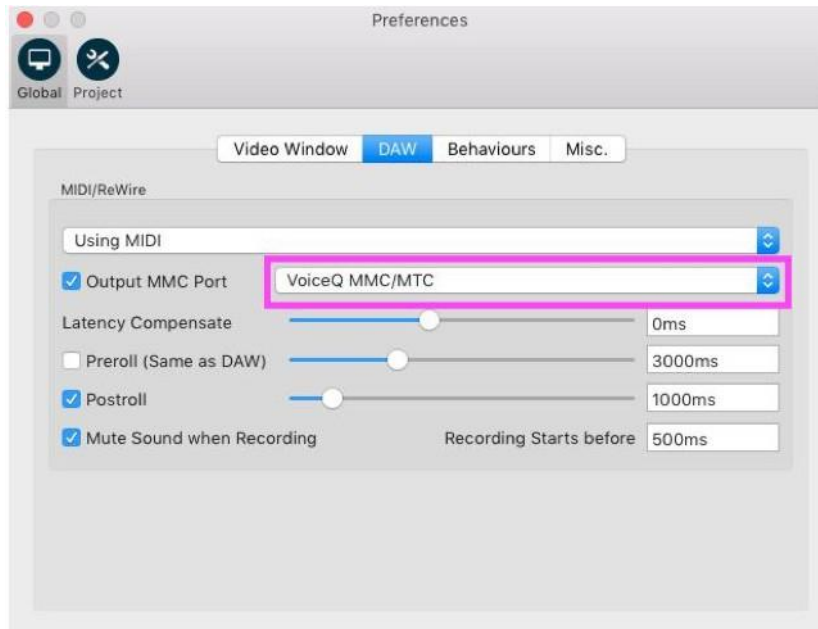 Preferences
Global Project
Video Window DAW Behaviours Misc.
MIDI/ReWire
Using MIDI
Output MMC Port VoiceQ MMC/MTC
Latency Compensate 0ms
Preroll (Same as DAW) 3000ms
Postroll 1000ms
Mute Sound when Recording Recording Starts before 500ms